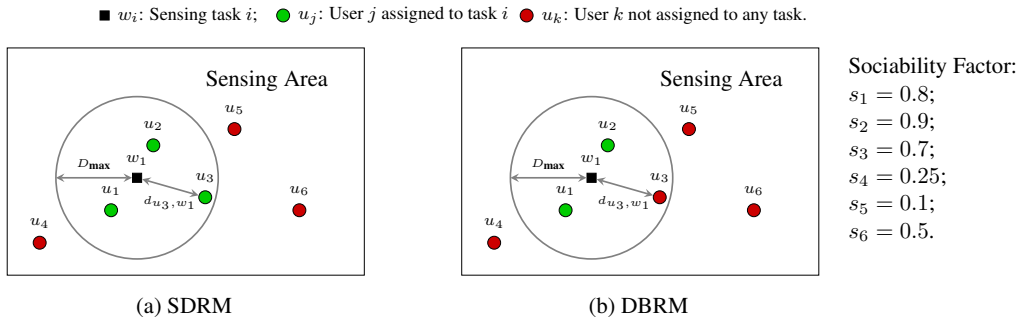 w_i: Sensing task i; u_j: User j assigned to task i u_k: User k not assigned to any task.
Sensing Area
u_5
u_2
w_1
D_max
u_3
u_1
d_{u_3,w_1}
u_6
u_4
(a) SDRM
Sensing Area
u_5
u_2
w_1
D_max
u_3
u_1
d_{u_3,w_1}
u_6
u_4
(b) DBRM
Sociability Factor:
s_1 = 0.8;
s_2 = 0.9;
s_3 = 0.7;
s_4 = 0.25;
s_5 = 0.1;
s_6 = 0.5.